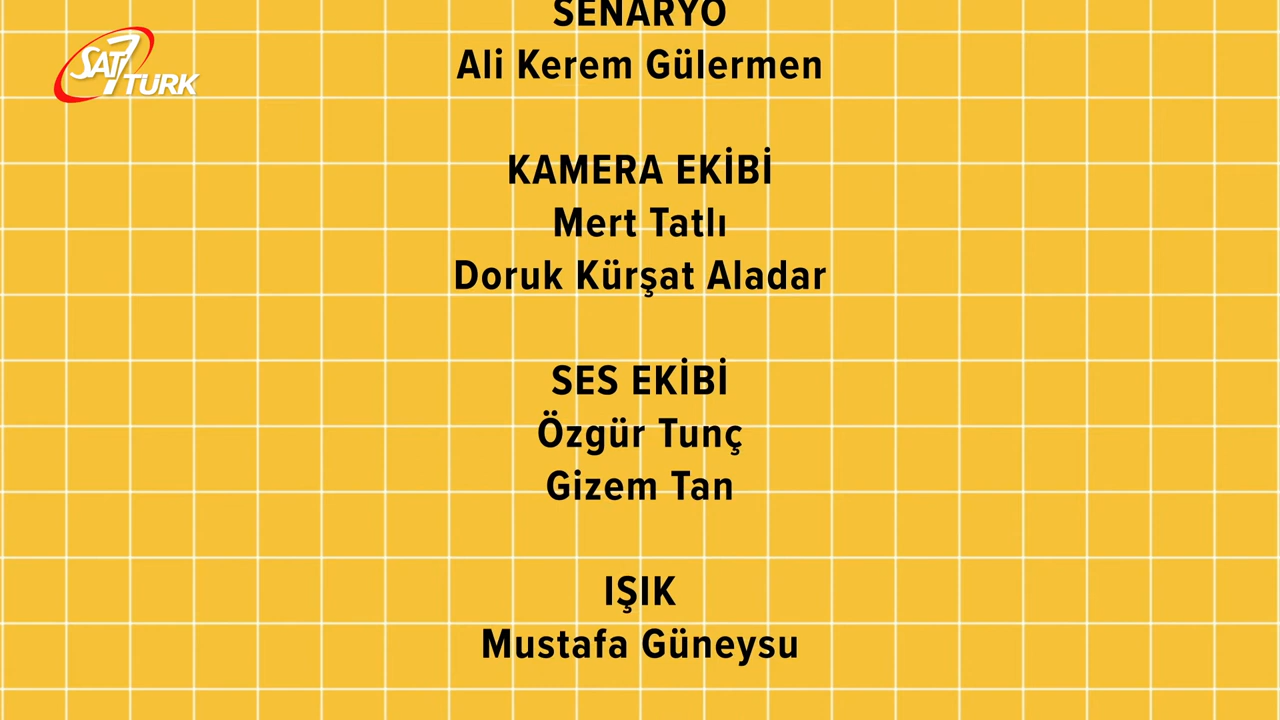 SENARYO
Ali Kerem Gülermen
SAT7 TÜRK
KAMERA EKİBİ
Mert Tatlı
Doruk Kürşat Aladar
SES EKİBİ
Özgür Tunç
Gizem Tan
IŞIK
Mustafa Güneysu